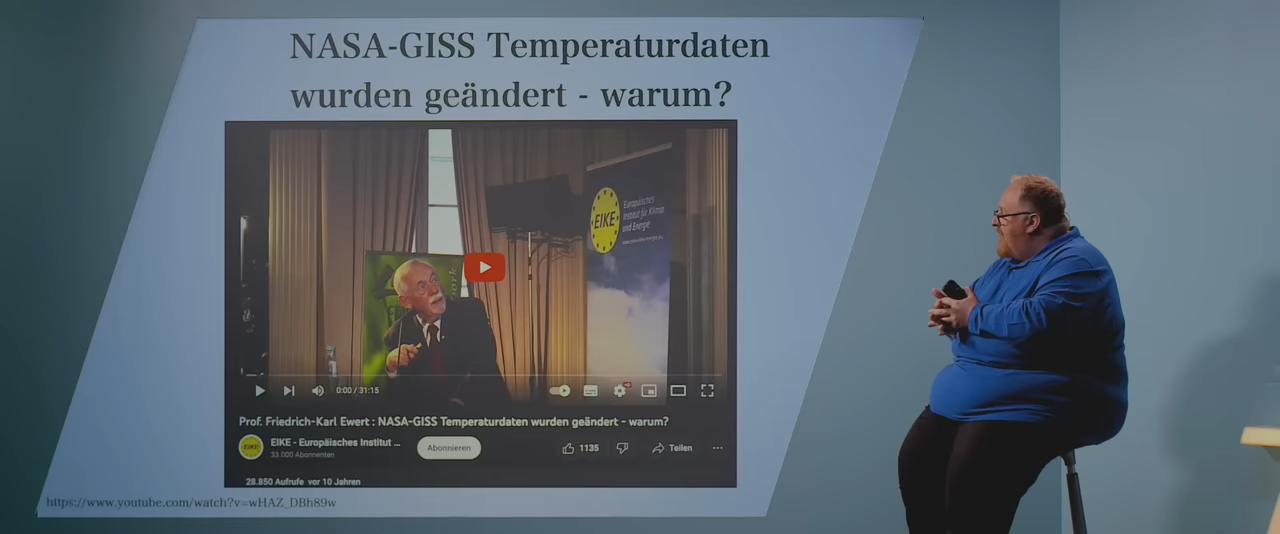 NASA-GISS Temperaturdaten
wurden geändert - warum?
EIKE
Europäisches
Institut für Klima
und Energie
0:00 / 31:15
Prof. Friedrich-Karl Ewert : NASA-GISS Temperaturdaten wurden geändert - warum?
EIKE
EIKE - Europäisches Institut ...
33.000 Abonnenten
Abonnieren
1135
Teilen
28.850 Aufrufe vor 10 Jahren
https://www.youtube.com/watch?v=wHAZ_DBh89w